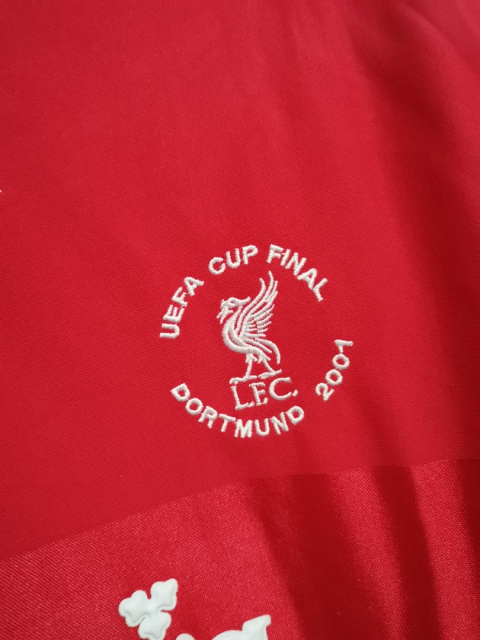 UEFA CUP FINAL
L.F.C.
DORTMUND 2001